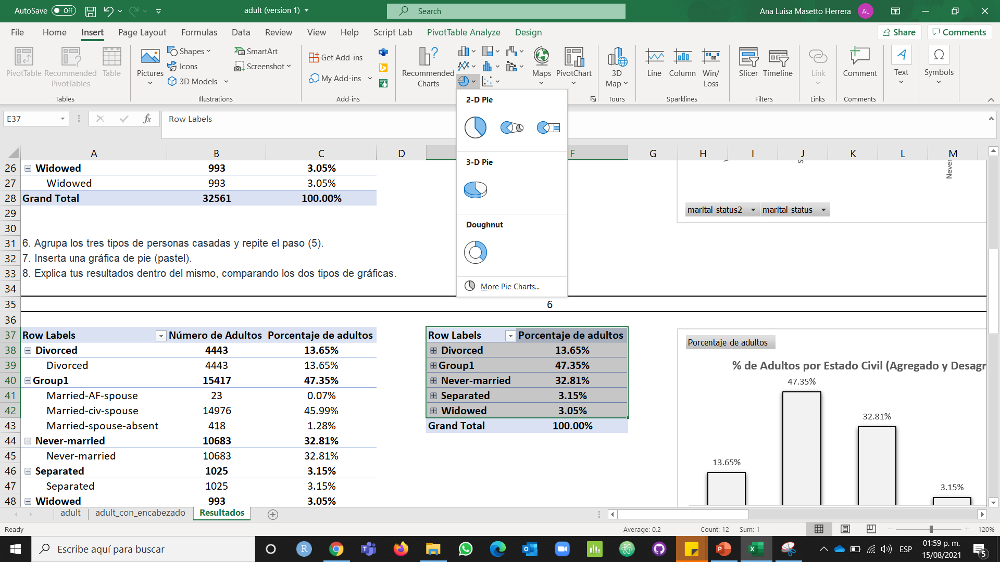 AutoSave Off adult (version 1) Search Ana Luisa Masetto Herrera AL
File Home Insert Page Layout Formulas Data Review View Help Script Lab PivotTable Analyze Design Share Comments
PivotTable Recommended PivotTables Table
Tables
Pictures Shapes Icons 3D Models SmartArt Screenshot
Illustrations
Get Add-ins
My Add-ins
Add-ins
Recommended Charts
Maps PivotChart
3D Map
Tours
Line Column Win/ Loss
Sparklines
Slicer Timeline
Filters
Link
Links
Comment
Comments
Text
Symbols
2-D Pie
3-D Pie
Doughnut
More Pie Charts...
E37 fx Row Labels
A B C D F G H I J K L M
26 Widowed 993 3.05%
27 Widowed 993 3.05%
28 Grand Total 32561 100.00%
29
30
31 6. Agrupa los tres tipos de personas casadas y repite el paso (5).
32 7. Inserta una gráfica de pie (pastel).
33 8. Explica tus resultados dentro del mismo, comparando los dos tipos de gráficas.
34
35 6
36
37 Row Labels Número de Adultos Porcentaje de adultos
38 Divorced 4443 13.65%
39 Divorced 4443 13.65%
40 Group1 15417 47.35%
41 Married-AF-spouse 23 0.07%
42 Married-civ-spouse 14976 45.99%
43 Married-spouse-absent 418 1.28%
44 Never-married 10683 32.81%
45 Never-married 10683 32.81%
46 Separated 1025 3.15%
47 Separated 1025 3.15%
48 Widowed 993 3.05%
Row Labels Porcentaje de adultos
Divorced 13.65%
Group1 47.35%
Never-married 32.81%
Separated 3.15%
Widowed 3.05%
Grand Total 100.00%
Never
marital-status2 marital-status
Porcentaje de adultos
% de Adultos por Estado Civil (Agregado y Desagr
47.35%
32.81%
13.65%
3.15%
adult adult_con_encabezado Resultados
Ready Average: 0.2 Count: 12 Sum: 1 120%
Escribe aquí para buscar
ESP
01:59 p. m.
15/08/2021
5